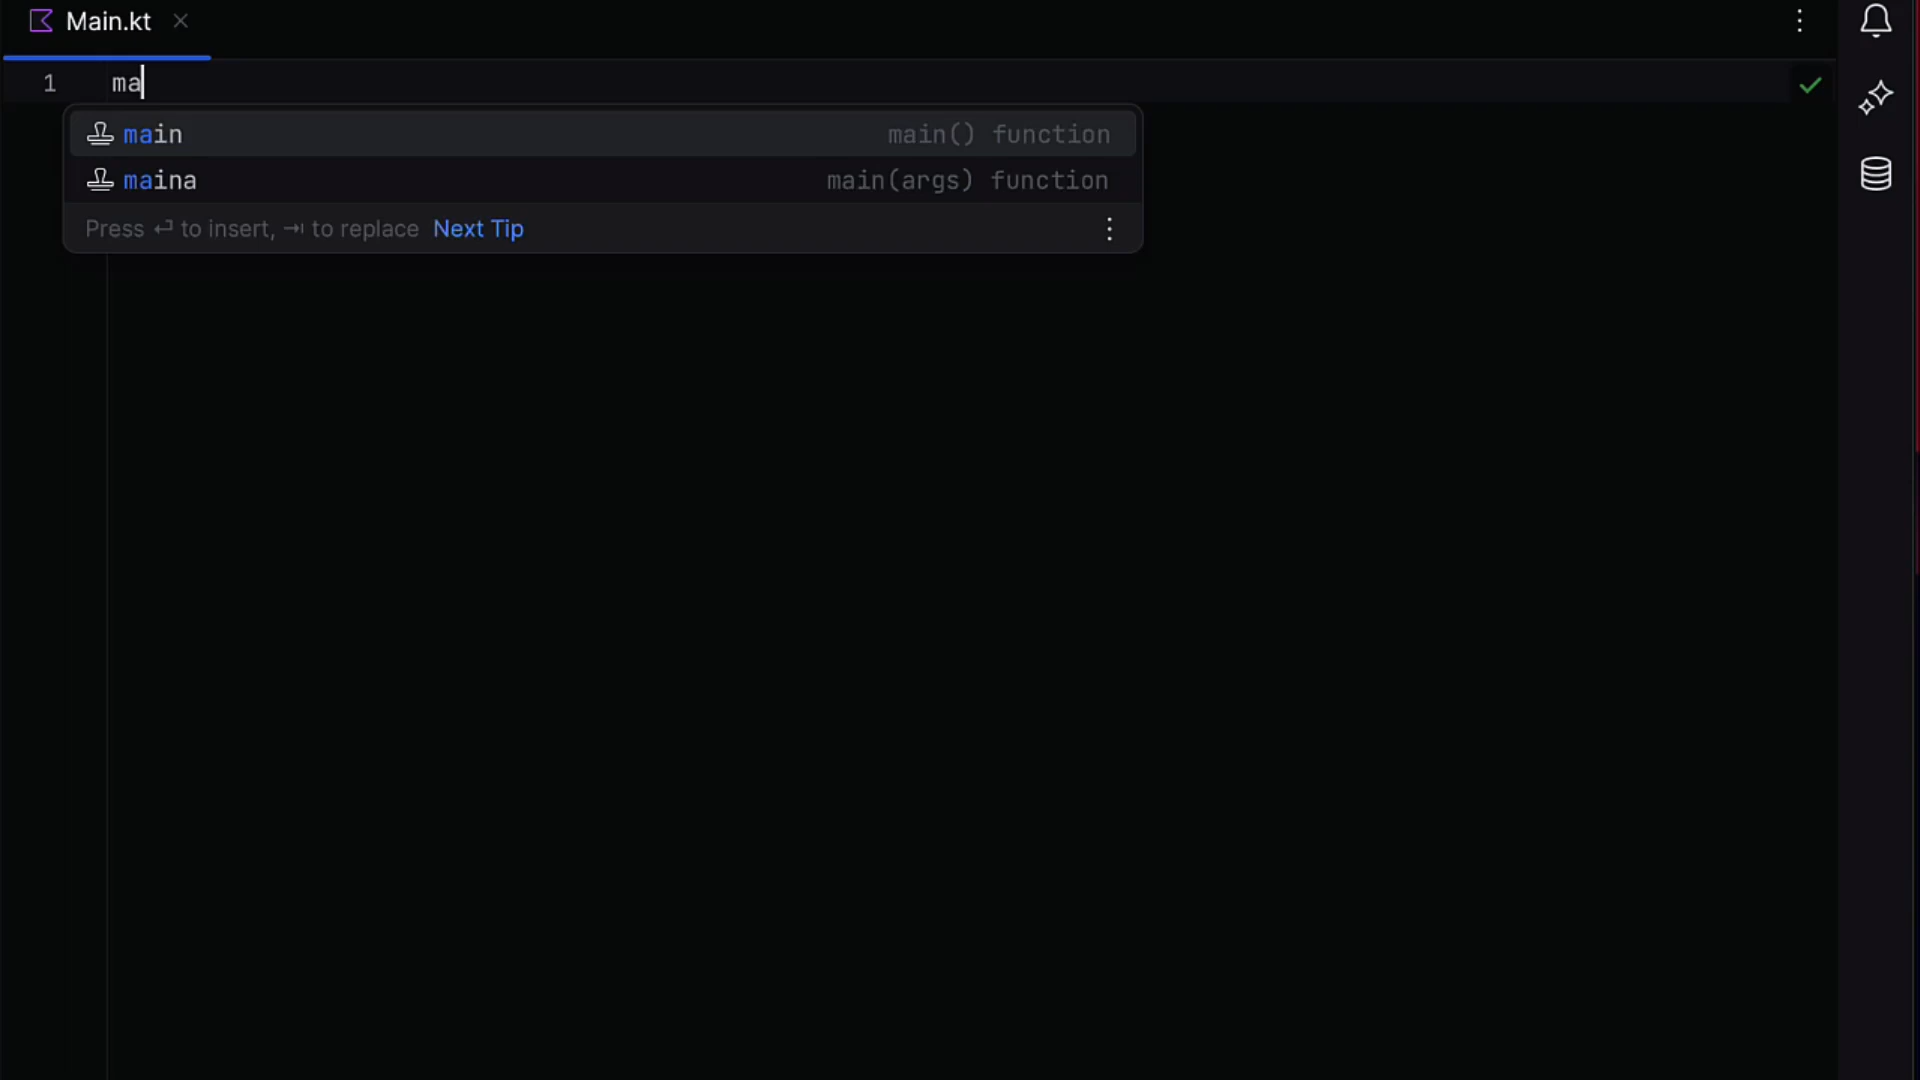 Main.kt
1 ma
main main() function
maina main(args) function
Press ⏎ to insert, ⇥ to replace Next Tip